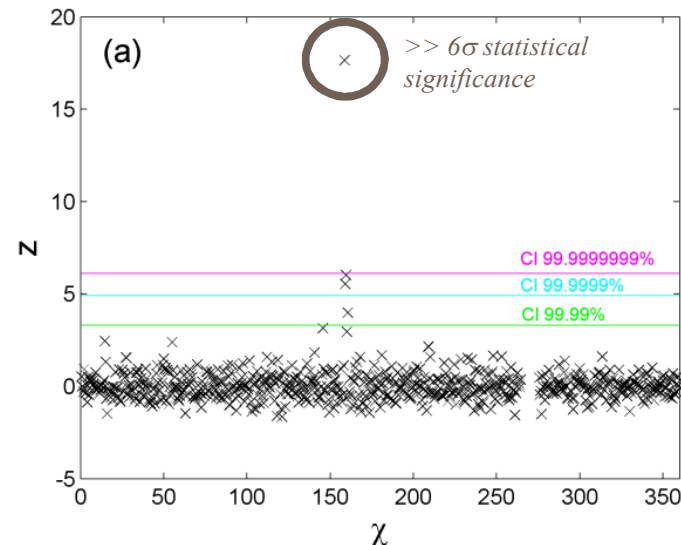 20
(a)
>> 6σ statistical
significance
15
10
z
CI 99.9999999%
5
CI 99.9999%
CI 99.99%
0
-5
0 50 100 150 200 250 300 350
χ